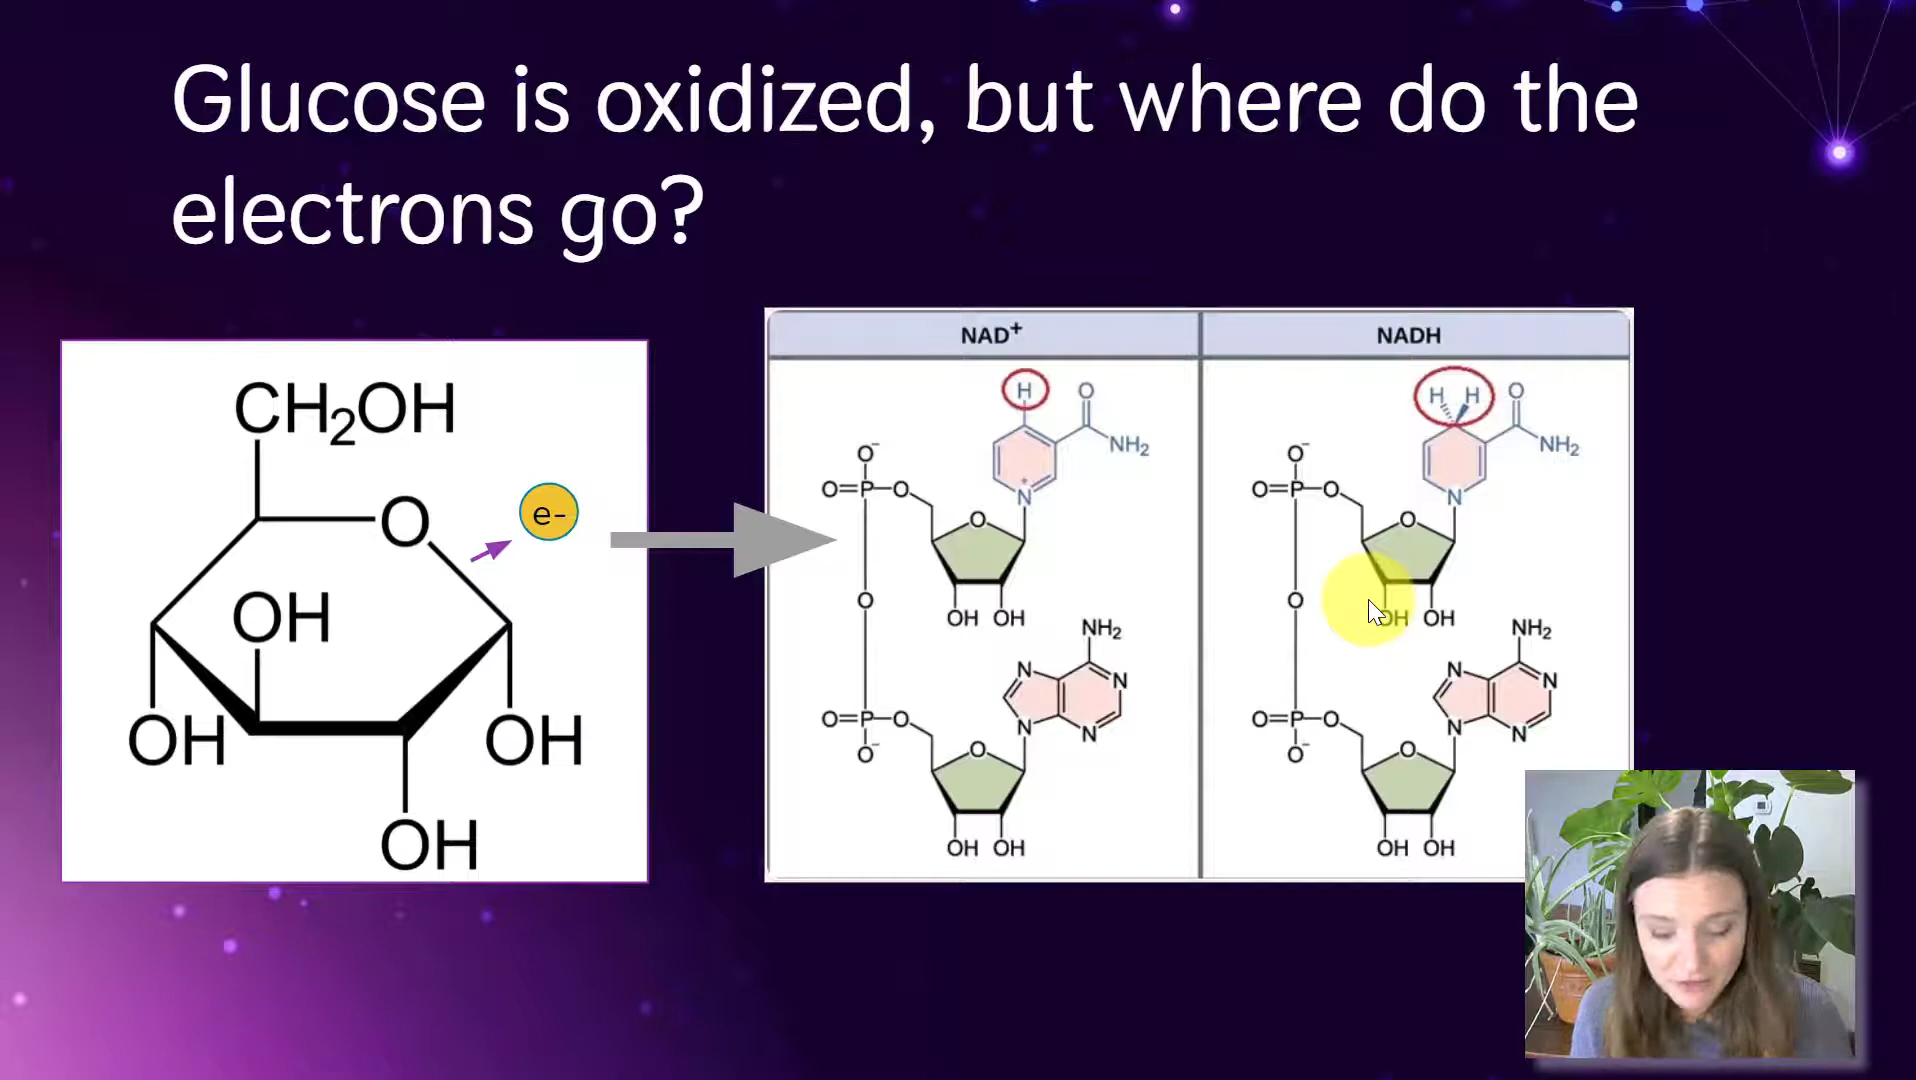 Glucose is oxidized, but where do the
electrons go?
CH₂OH
O
e-
OH
OH
OH
OH
NAD⁺
H
O
NH₂
O⁻
O=P–O
N⁺
O
O
OH OH
NH₂
N
N
O=P–O
N
N
O⁻
O
OH OH
NADH
H H
O
NH₂
O⁻
O=P–O
N
O
O
OH OH
NH₂
N
N
O=P–O
N
N
O⁻
O
OH OH